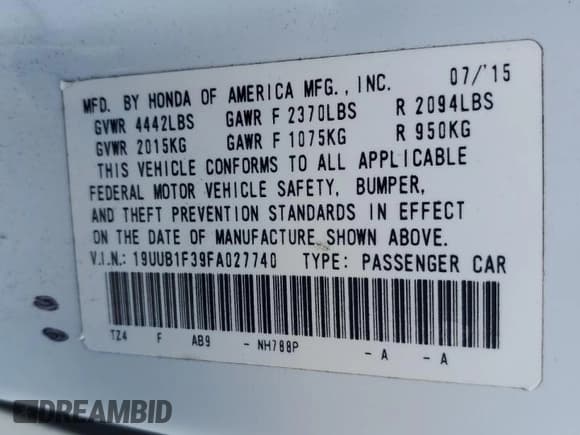 MFD. BY HONDA OF AMERICA MFG., INC. 07/'15
GVWR 4442LBS GAWR F 2370LBS R 2094LBS
GVWR 2015KG GAWR F 1075KG R 950KG
THIS VEHICLE CONFORMS TO ALL APPLICABLE
FEDERAL MOTOR VEHICLE SAFETY, BUMPER,
AND THEFT PREVENTION STANDARDS IN EFFECT
ON THE DATE OF MANUFACTURE SHOWN ABOVE.
V.I.N.: 19UUB1F39FA027740 TYPE: PASSENGER CAR
TZ4 F AB9 - NH788P - A - A
DREAMBID